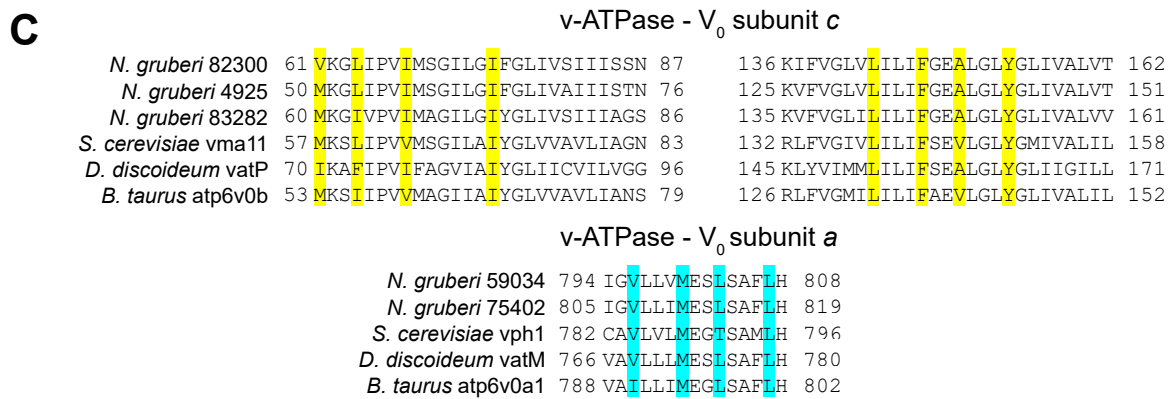 C
v-ATPase - V0 subunit c
N. gruberi 82300 61 VKGLIPVIMSGILGIFGLIVSIIISSN 87 136 KIFVGLVLILIFGEALGLYGLIVALVT 162
N. gruberi 4925 50 MKGLIPVIMSGILGIFGLIVAIIISTN 76 125 KVFVGLVLILIFGEALGLYGLIVALVT 151
N. gruberi 83282 60 MKGIVPVIMAGILGIYGLIVSIIIAGS 86 135 KVFVGLILILIFGEALGLYGLIVALVV 161
S. cerevisiae vma11 57 MKSLIPVVMSGILAIYGLVVAVLIAGN 83 132 RLFVGIVLILIFSEVLGLYGMIVALIL 158
D. discoideum vatP 70 IKAFIPVIFAGVIAIYGLIICVILVGG 96 145 KLYVIMMLILIFSEALGLYGLIIGILL 171
B. taurus atp6v0b 53 MKSIIPVVMAGIIAIYGLVVAVLIANS 79 126 RLFVGMILILIFAEVLGLYGLIVALIL 152
v-ATPase - V0 subunit a
N. gruberi 59034 794 IGVLLVMESLSAFLH 808
N. gruberi 75402 805 IGVLLIMESLSAFLH 819
S. cerevisiae vph1 782 CAVLVLMEGTSAMLH 796
D. discoideum vatM 766 VAVLLLMESLSAFLH 780
B. taurus atp6v0a1 788 VAILLIMEGLSAFLH 802